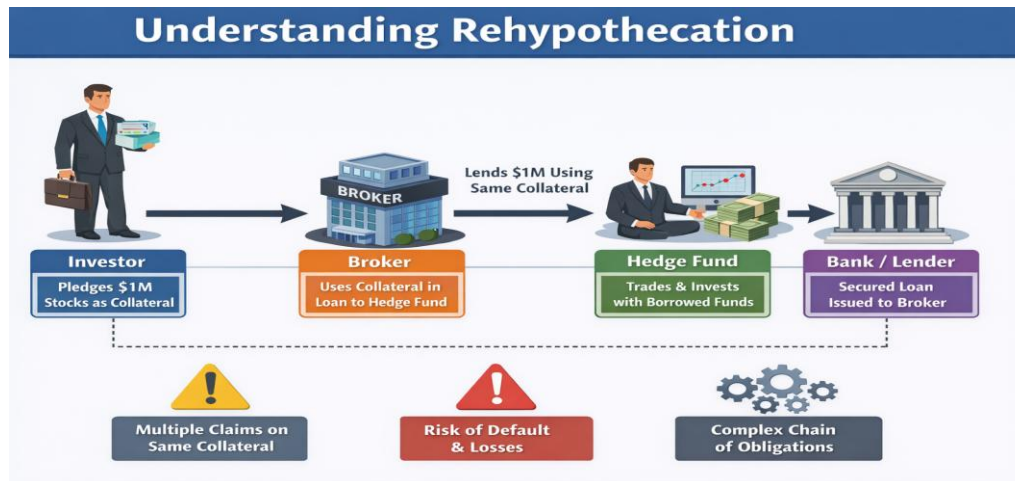 Understanding Rehypothecation
BROKER
Lends $1M Using
Same Collateral
Investor
Pledges $1M
Stocks as Collateral
Broker
Uses Collateral in
Loan to Hedge Fund
Hedge Fund
Trades & Invests
with Borrowed Funds
Bank / Lender
Secured Loan
Issued to Broker
Multiple Claims on
Same Collateral
Risk of Default
& Losses
Complex Chain
of Obligations